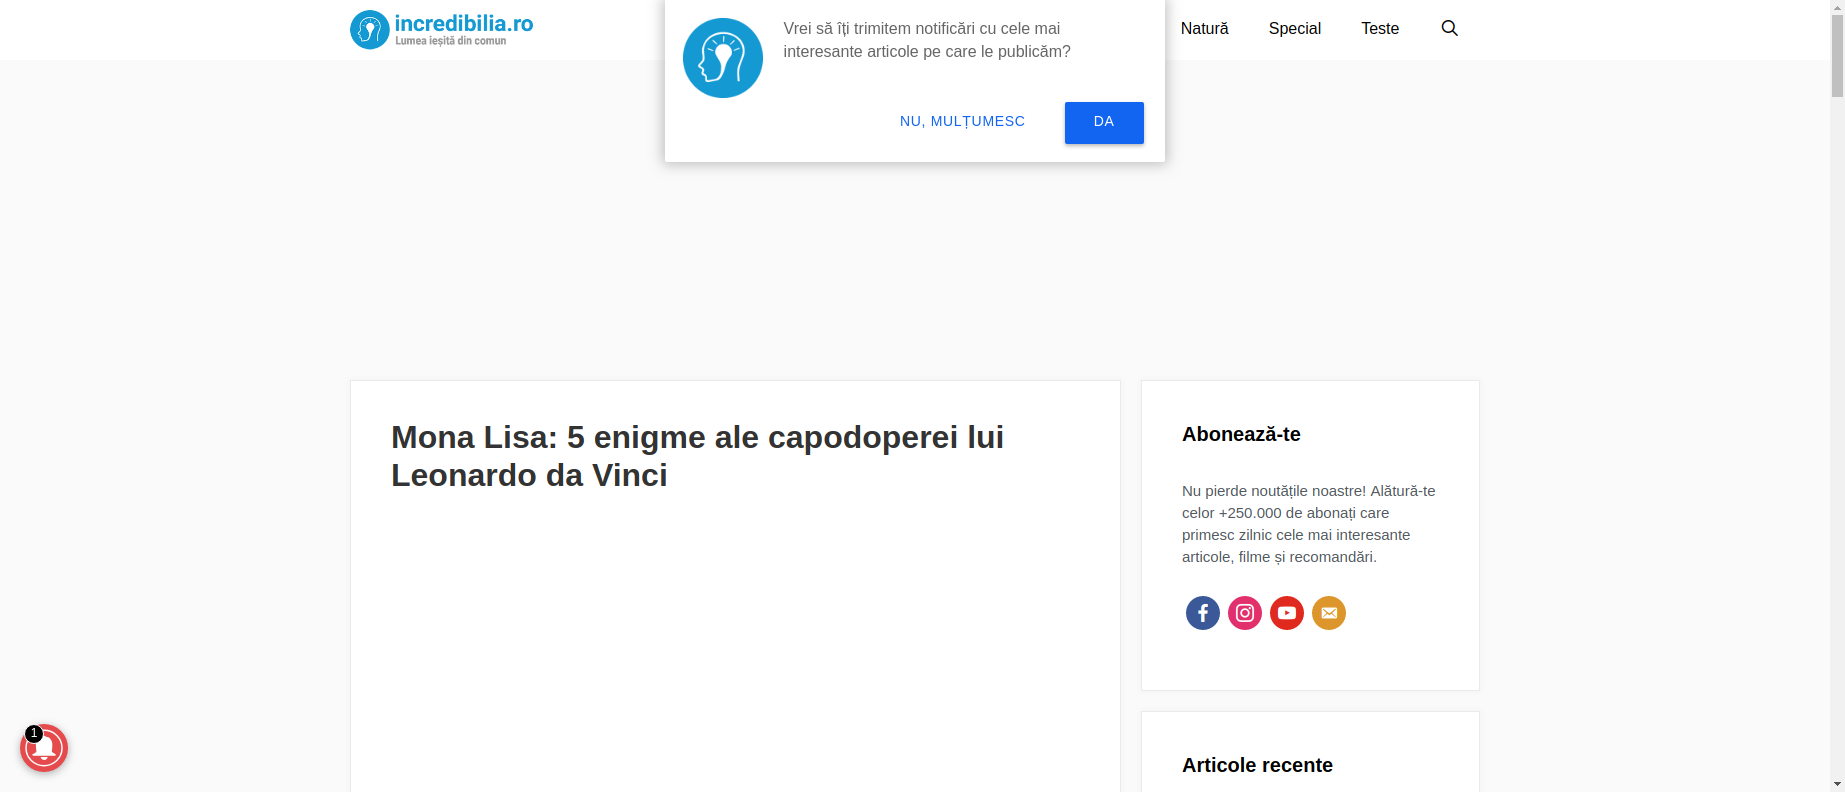 incredibilia.ro
Lumea ieșită din comun
Vrei să îți trimitem notificări cu cele mai
interesante articole pe care le publicăm?
NU, MULȚUMESC
DA
Natură
Special
Teste
Mona Lisa: 5 enigme ale capodoperei lui
Leonardo da Vinci
Abonează-te
Nu pierde noutățile noastre! Alătură-te
celor +250.000 de abonați care
primesc zilnic cele mai interesante
articole, filme și recomandări.
1
Articole recente